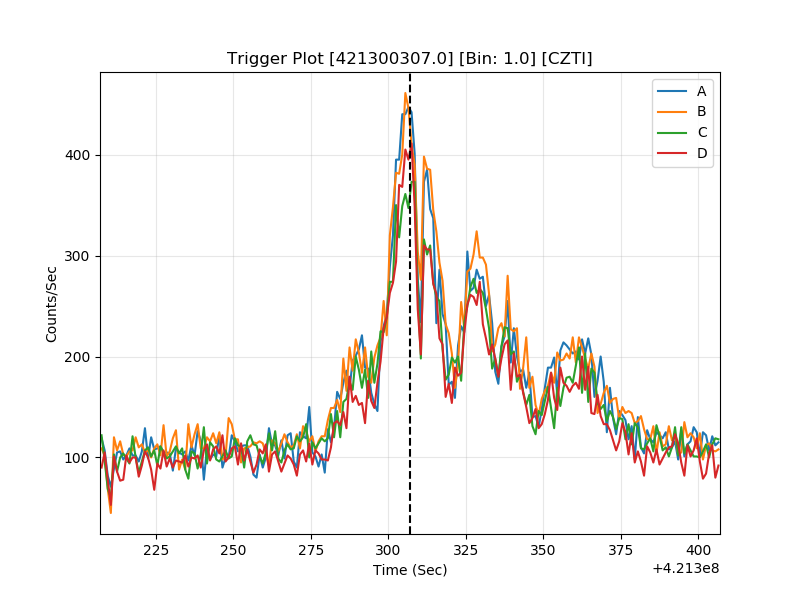 Trigger Plot [421300307.0] [Bin: 1.0] [CZTI]
A
B
C
D
400
300
200
100
Counts/Sec
225 250 275 300 325 350 375 400
+4.213e8
Time (Sec)